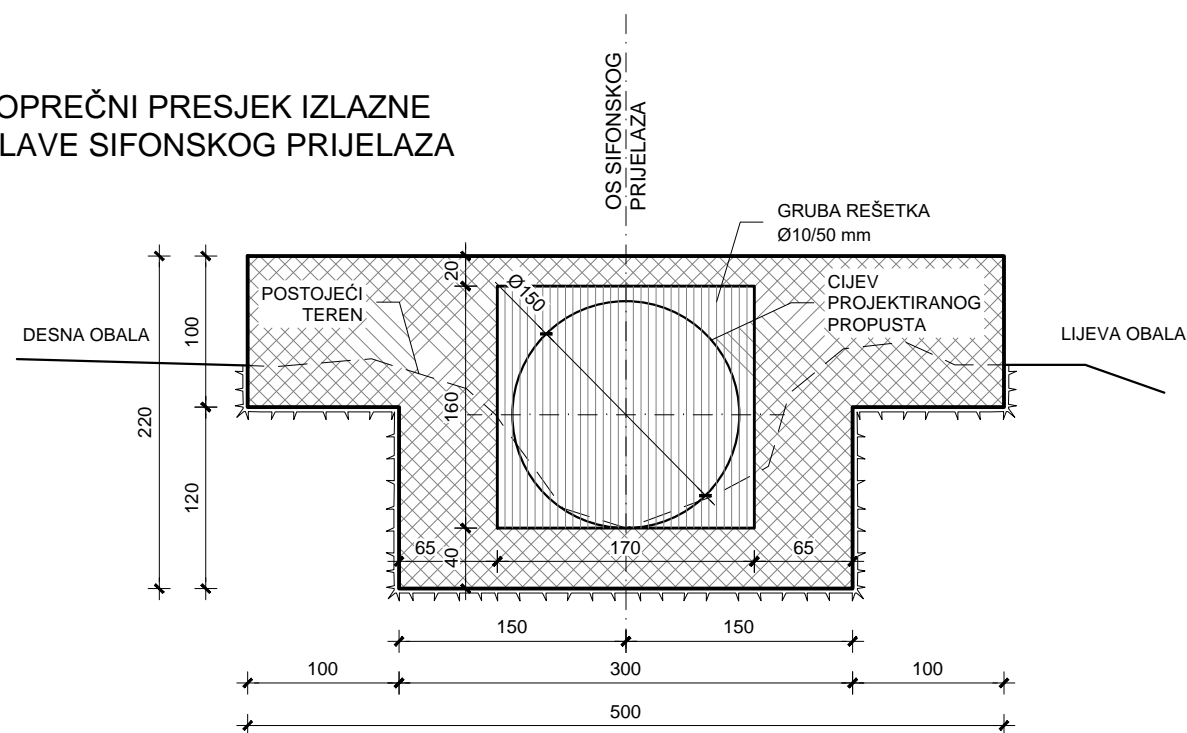 OPREČNI PRESJEK IZLAZNE
LAVE SIFONSKOG PRIJELAZA
OS SIFONSKOG
PRIJELAZA
GRUBA REŠETKA
Ø10/50 mm
CIJEV
PROJEKTIRANOG
PROPUSTA
POSTOJEĆI
TEREN
DESNA OBALA
LIJEVA OBALA
Ø150
20
100
160
220
120
40
65
170
65
150
150
100
300
100
500